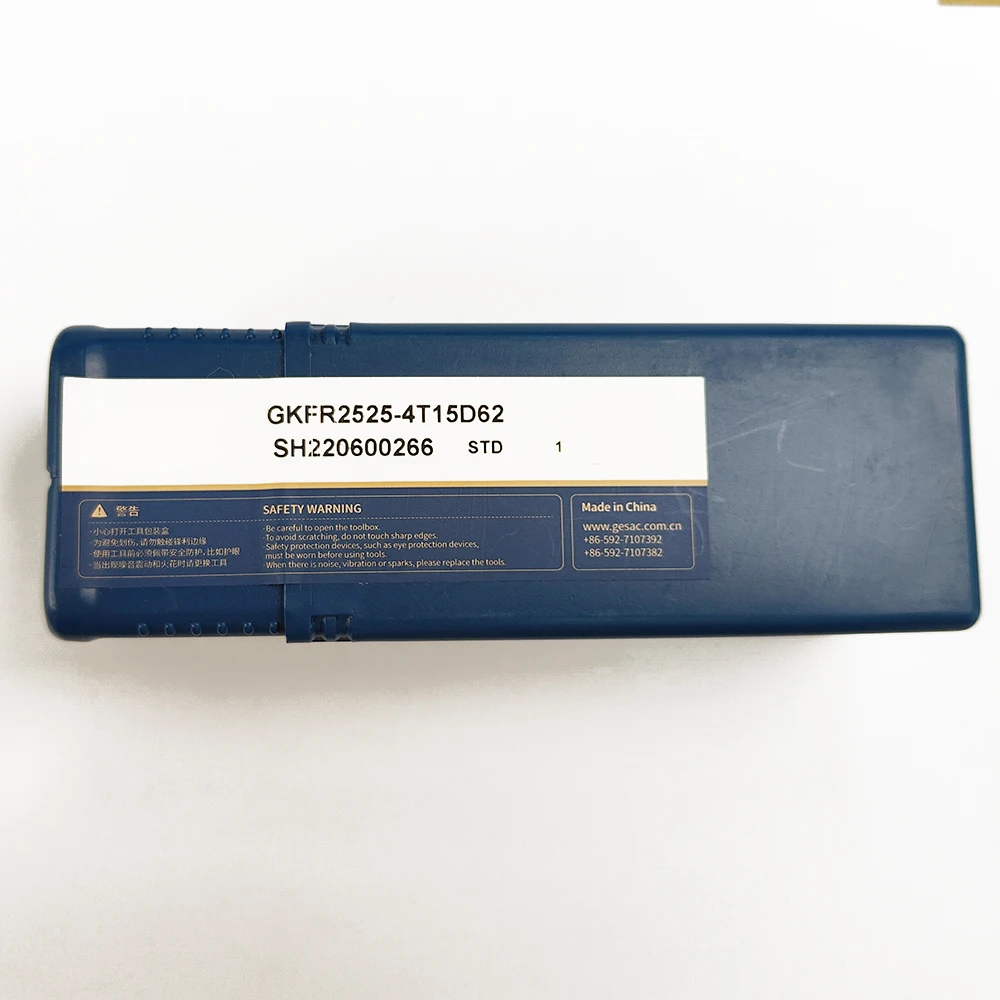 GKFR2525-4T15D62
SH220600266 STD 1
警告
·小心打开工具包装盒
·为避免划伤,请勿触碰锋利边缘
·使用工具前必须佩带安全防护,比如护眼
·当出现噪音震动和火花时请更换工具
SAFETY WARNING
·Be careful to open the toolbox.
·To avoid scratching, do not touch sharp edges.
·Safety protection devices, such as eye protection devices,
must be worn before using tools.
·When there is noise, vibration or sparks, please replace the tools.
Made in China
www.gesac.com.cn
+86-592-7107392
+86-592-7107382